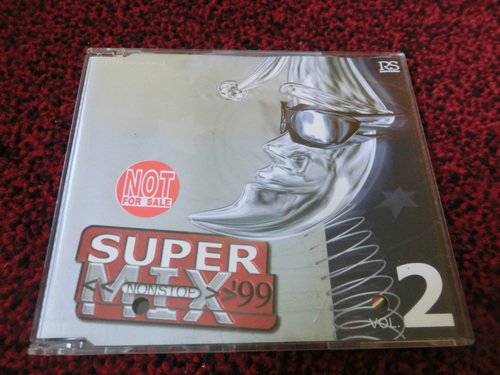 RS
NOT
FOR SALE
SUPER
MIX
<< NONSTOP >> '99
VOL. 2